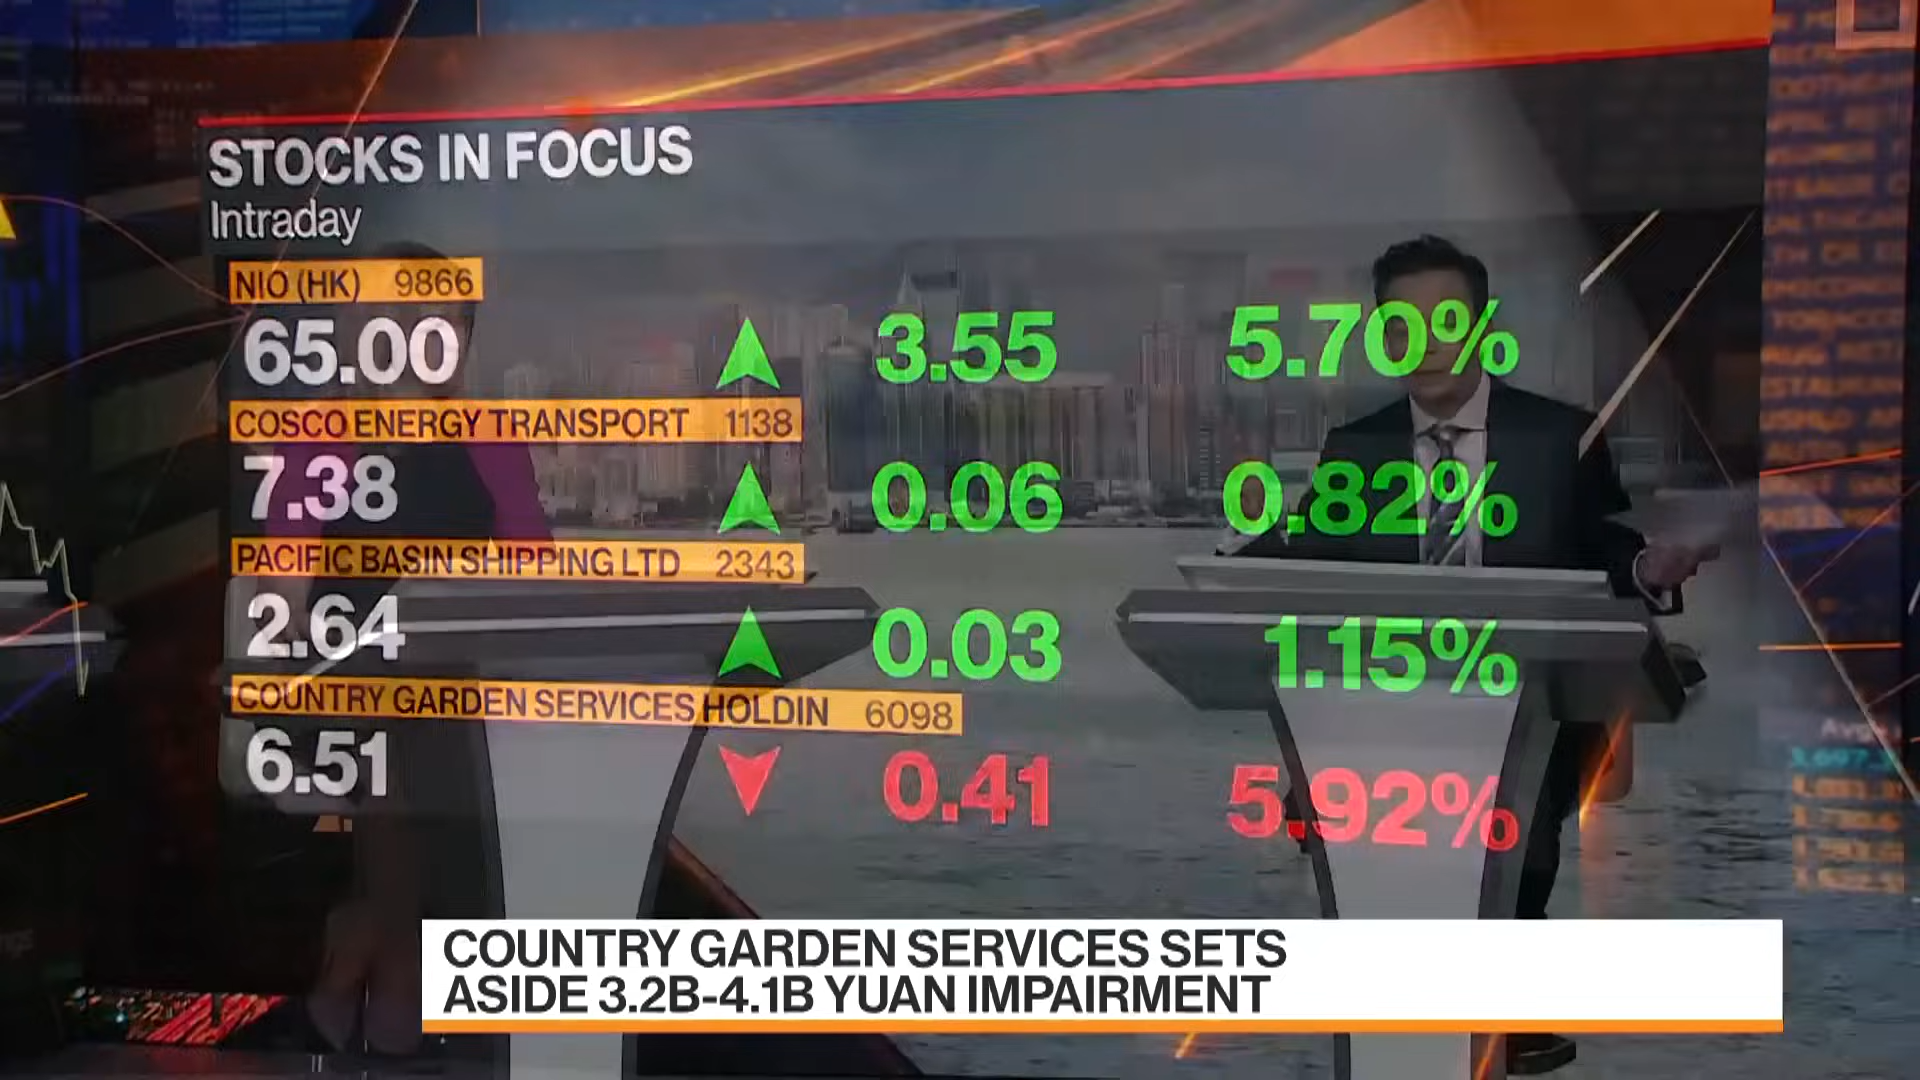 STOCKS IN FOCUS
Intraday
NIO (HK) 9866
65.00 3.55 5.70%
COSCO ENERGY TRANSPORT 1138
7.38 0.06 0.82%
PACIFIC BASIN SHIPPING LTD 2343
2.64 0.03 1.15%
COUNTRY GARDEN SERVICES HOLDIN 6098
6.51 0.41 5.92%
COUNTRY GARDEN SERVICES SETS
ASIDE 3.2B-4.1B YUAN IMPAIRMENT